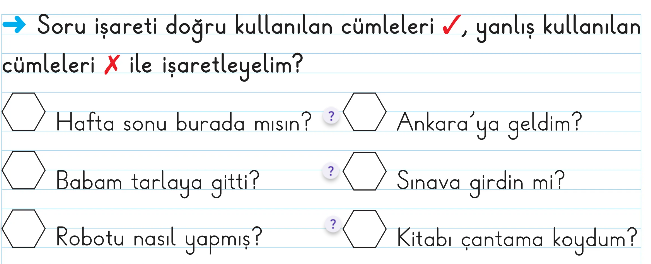 ➜ Soru işareti doğru kullanılan cümleleri ✓, yanlış kullanılan
cümleleri ✗ ile işaretleyelim?
Hafta sonu burada mısın? ? Ankara'ya geldim?
Babam tarlaya gitti? ? Sınava girdin mi?
Robotu nasıl yapmış? ? Kitabı çantama koydum?